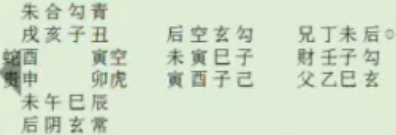 朱合勾青
戌亥子丑 后空玄勾 兄丁未后○
蛇酉 寅空 未寅巳子 财壬子勾
贵申 卯虎 寅酉子己 父乙巳玄
未午巳辰
后阴玄常